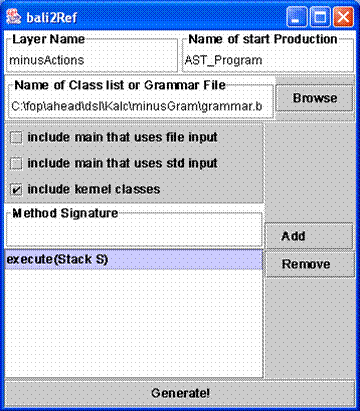 bali2Ref
Layer Name
Name of start Production
minusActions
AST_Program
Name of Class list or Grammar File
C:\fop\ahead\dsl\Kalc\minusGram\grammar.b
Browse
include main that uses file input
include main that uses std input
include kernel classes
Method Signature
Add
execute(Stack S)
Remove
Generate!